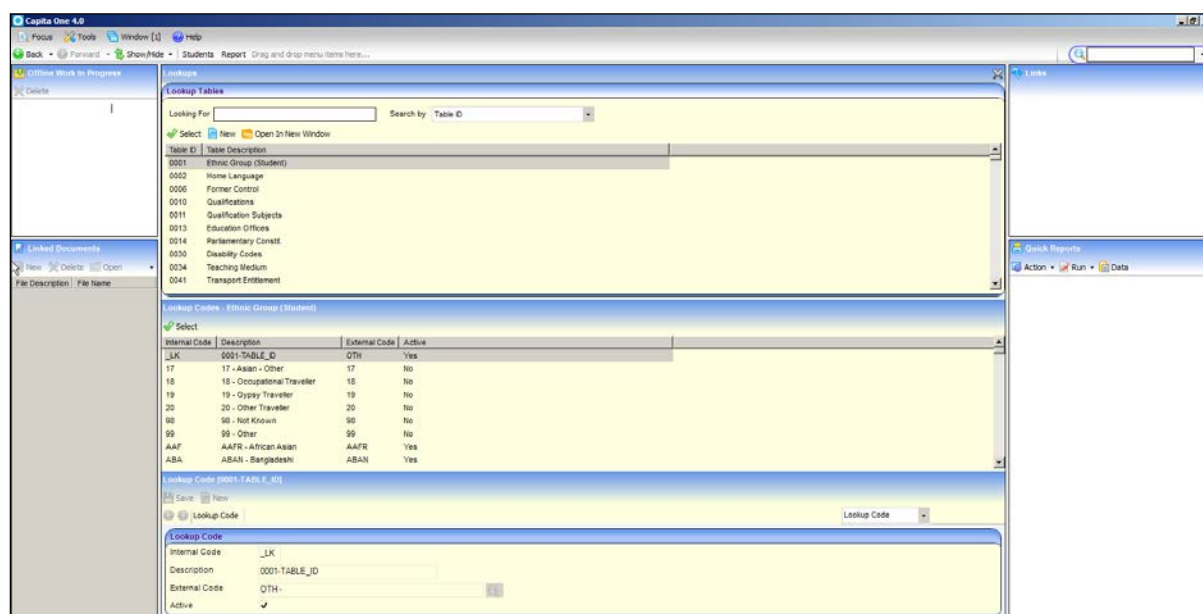 Capita One 4.0
Focus Tools Window [1] Help
Back Forward Show/Hide Students Report Drag and drop menu items here...
Offline Work In Progress
Delete
Lookups
Lookup Tables
Looking For Search by Table ID
Select New Open In New Window
Table ID Table Description
0001 Ethnic Group (Student)
0002 Home Language
0006 Former Control
0010 Qualifications
0011 Qualification Subjects
0013 Education Offices
0014 Parliamentary Constit.
0030 Disability Codes
0034 Teaching Medium
0041 Transport Entitlement
Links
Linked Documents
New Delete Open
File Description File Name
Quick Reports
Action Run Data
Lookup Codes - Ethnic Group (Student)
Select
Internal Code Description External Code Active
_LK 0001-TABLE_ID OTH Yes
17 17 - Asian - Other 17 No
18 18 - Occupational Traveller 18 No
19 19 - Gypsy Traveller 19 No
20 20 - Other Traveller 20 No
98 98 - Not Known 98 No
99 99 - Other 99 No
AAF AAFR - African Asian AAFR Yes
ABA ABAN - Bangladeshi ABAN Yes
Lookup Code [0001-TABLE_ID]
Save New
Lookup Code Lookup Code
Lookup Code
Internal Code _LK
Description 0001-TABLE_ID
External Code OTH -
Active